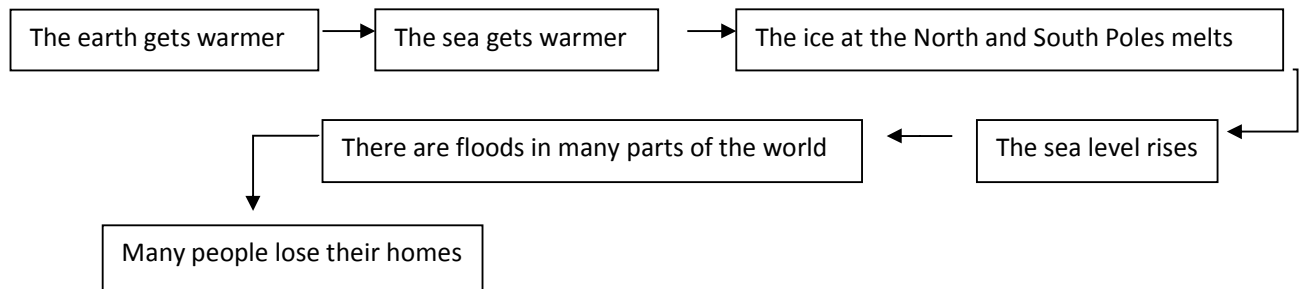 The earth gets warmer
The sea gets warmer
The ice at the North and South Poles melts
The sea level rises
There are floods in many parts of the world
Many people lose their homes